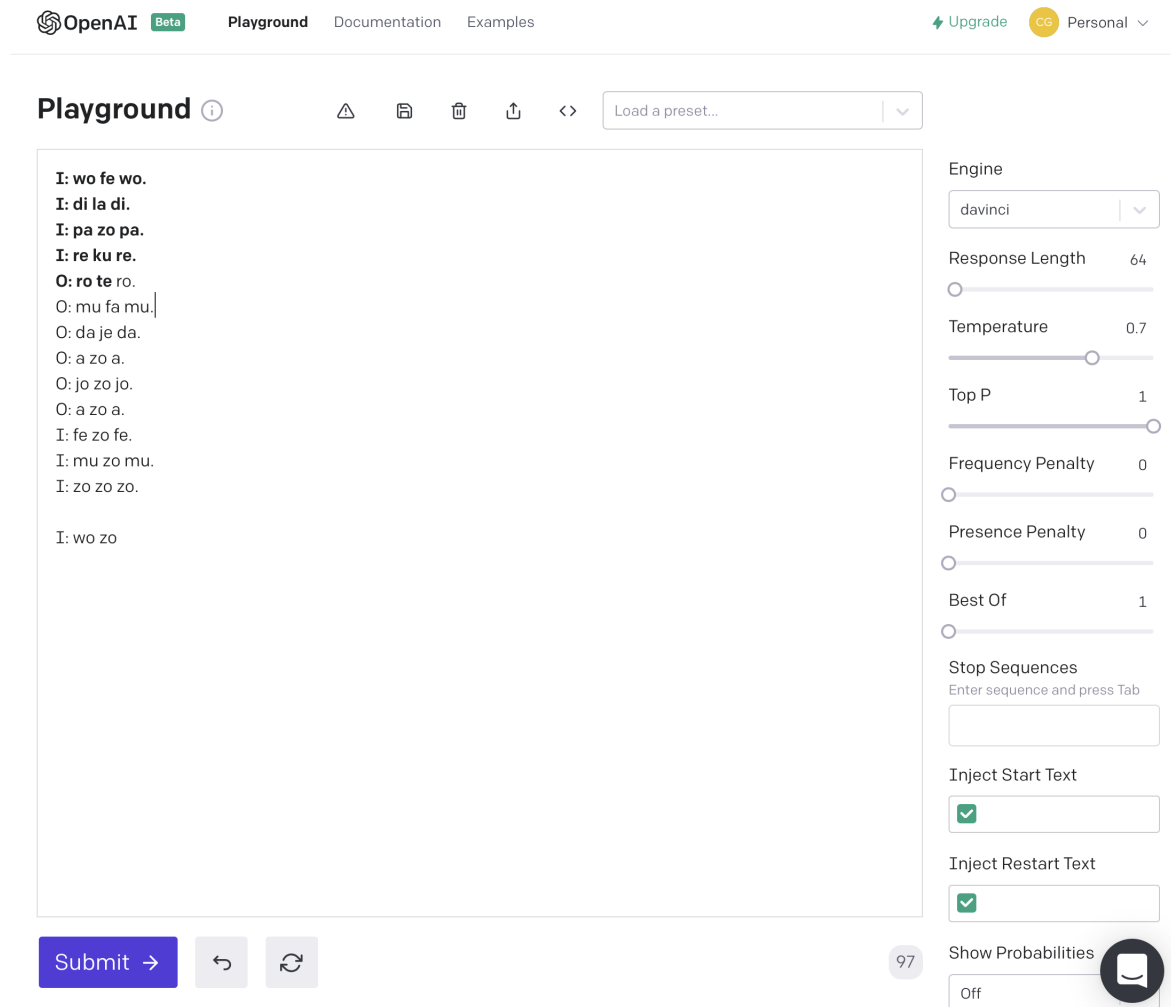 OpenAI Beta Playground Documentation Examples Upgrade CG Personal
Playground Load a preset...
I: wo fe wo.
I: di la di.
I: pa zo pa.
I: re ku re.
O: ro te ro.
O: mu fa mu.
O: da je da.
O: a zo a.
O: jo zo jo.
O: a zo a.
I: fe zo fe.
I: mu zo mu.
I: zo zo zo.
I: wo zo
Submit →
97
Engine
davinci
Response Length 64
Temperature 0.7
Top P 1
Frequency Penalty 0
Presence Penalty 0
Best Of 1
Stop Sequences
Enter sequence and press Tab
Inject Start Text
Inject Restart Text
Show Probabilities
Off